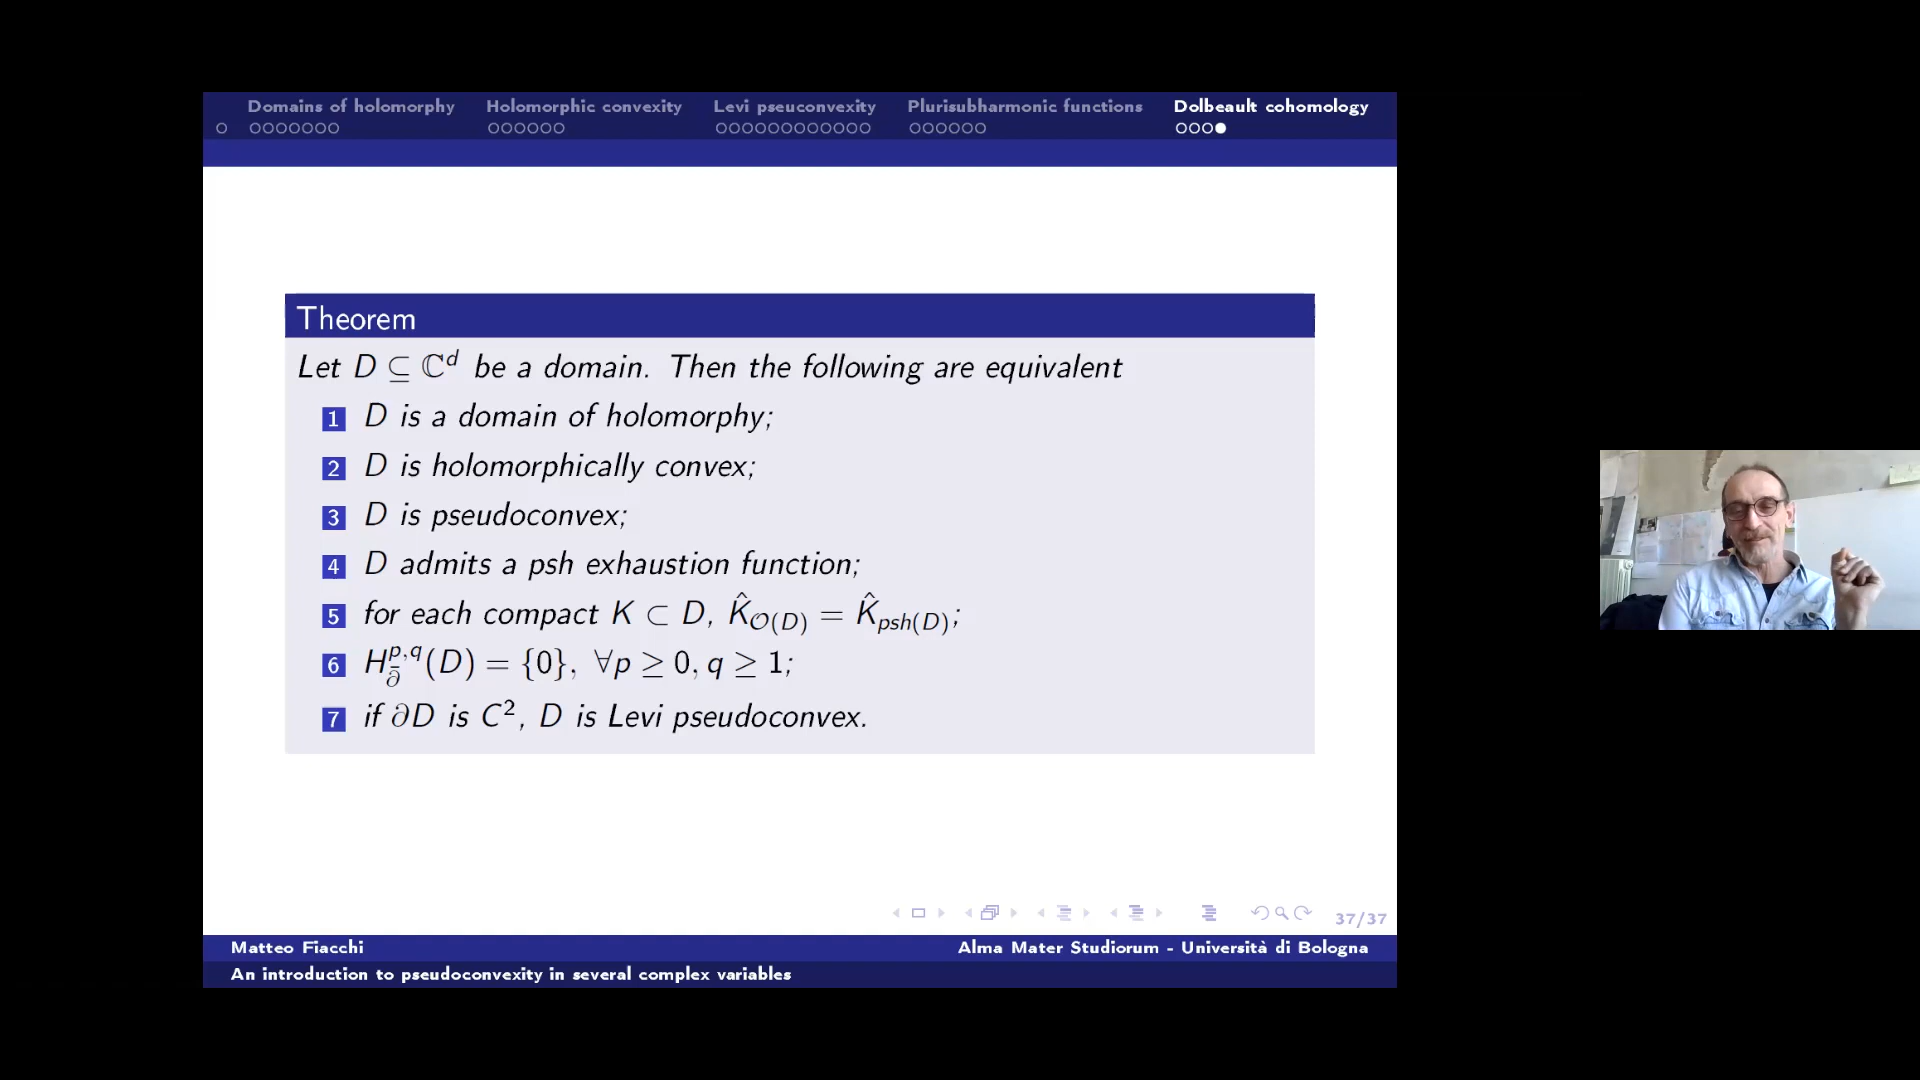 Domains of holomorphy Holomorphic convexity Levi pseuconvexity Plurisubharmonic functions Dolbeault cohomology
Theorem
Let D ⊆ ℂ^d be a domain. Then the following are equivalent
1 D is a domain of holomorphy;
2 D is holomorphically convex;
3 D is pseudoconvex;
4 D admits a psh exhaustion function;
5 for each compact K ⊂ D, K̂_{𝒪(D)} = K̂_{psh(D)};
6 H^{p,q}_{∂̄}(D) = {0}, ∀p ≥ 0, q ≥ 1;
7 if ∂D is C², D is Levi pseudoconvex.
37/37
Matteo Fiacchi Alma Mater Studiorum - Università di Bologna
An introduction to pseudoconvexity in several complex variables